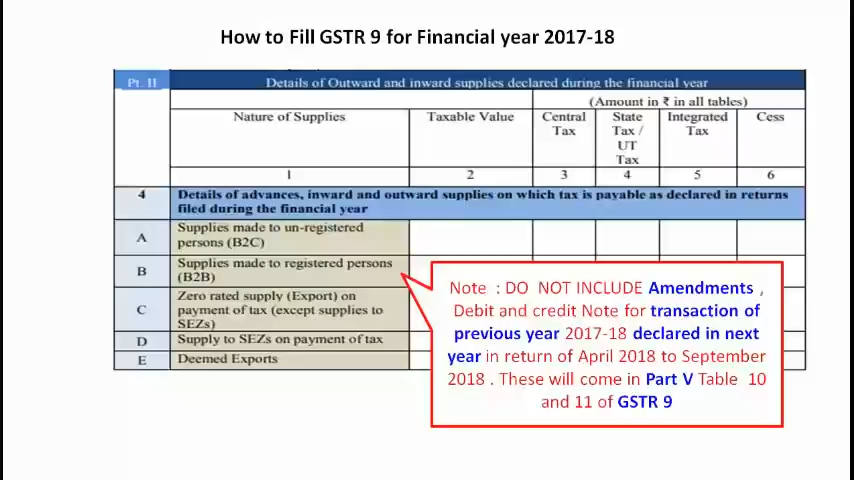 How to Fill GSTR 9 for Financial year 2017-18
Pt. II
Details of Outward and inward supplies declared during the financial year
(Amount in ₹ in all tables)
Nature of Supplies
Taxable Value
Central
Tax
State
Tax /
UT
Tax
Integrated
Tax
Cess
1
2
3
4
5
6
4
Details of advances, inward and outward supplies on which tax is payable as declared in returns
filed during the financial year
A
Supplies made to un-registered
persons (B2C)
B
Supplies made to registered persons
(B2B)
C
Zero rated supply (Export) on
payment of tax (except supplies to
SEZs)
D
Supply to SEZs on payment of tax
E
Deemed Exports
Note : DO NOT INCLUDE Amendments ,
Debit and credit Note for transaction of
previous year 2017-18 declared in next
year in return of April 2018 to September
2018 . These will come in Part V Table 10
and 11 of GSTR 9